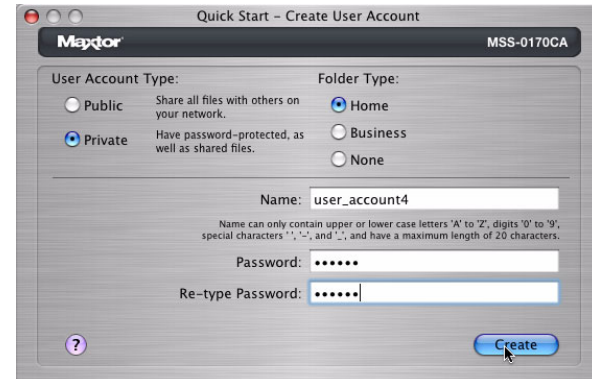 Quick Start – Create User Account
Maxtor
MSS-0170CA
User Account Type:
Public
Share all files with others on
your network.
Private
Have password-protected, as
well as shared files.
Folder Type:
Home
Business
None
Name: user_account4
Name can only contain upper or lower case letters 'A' to 'Z', digits '0' to '9',
special characters ' ', '-', and '_', and have a maximum length of 20 characters.
Password: ••••••
Re-type Password: ••••••
?
Create